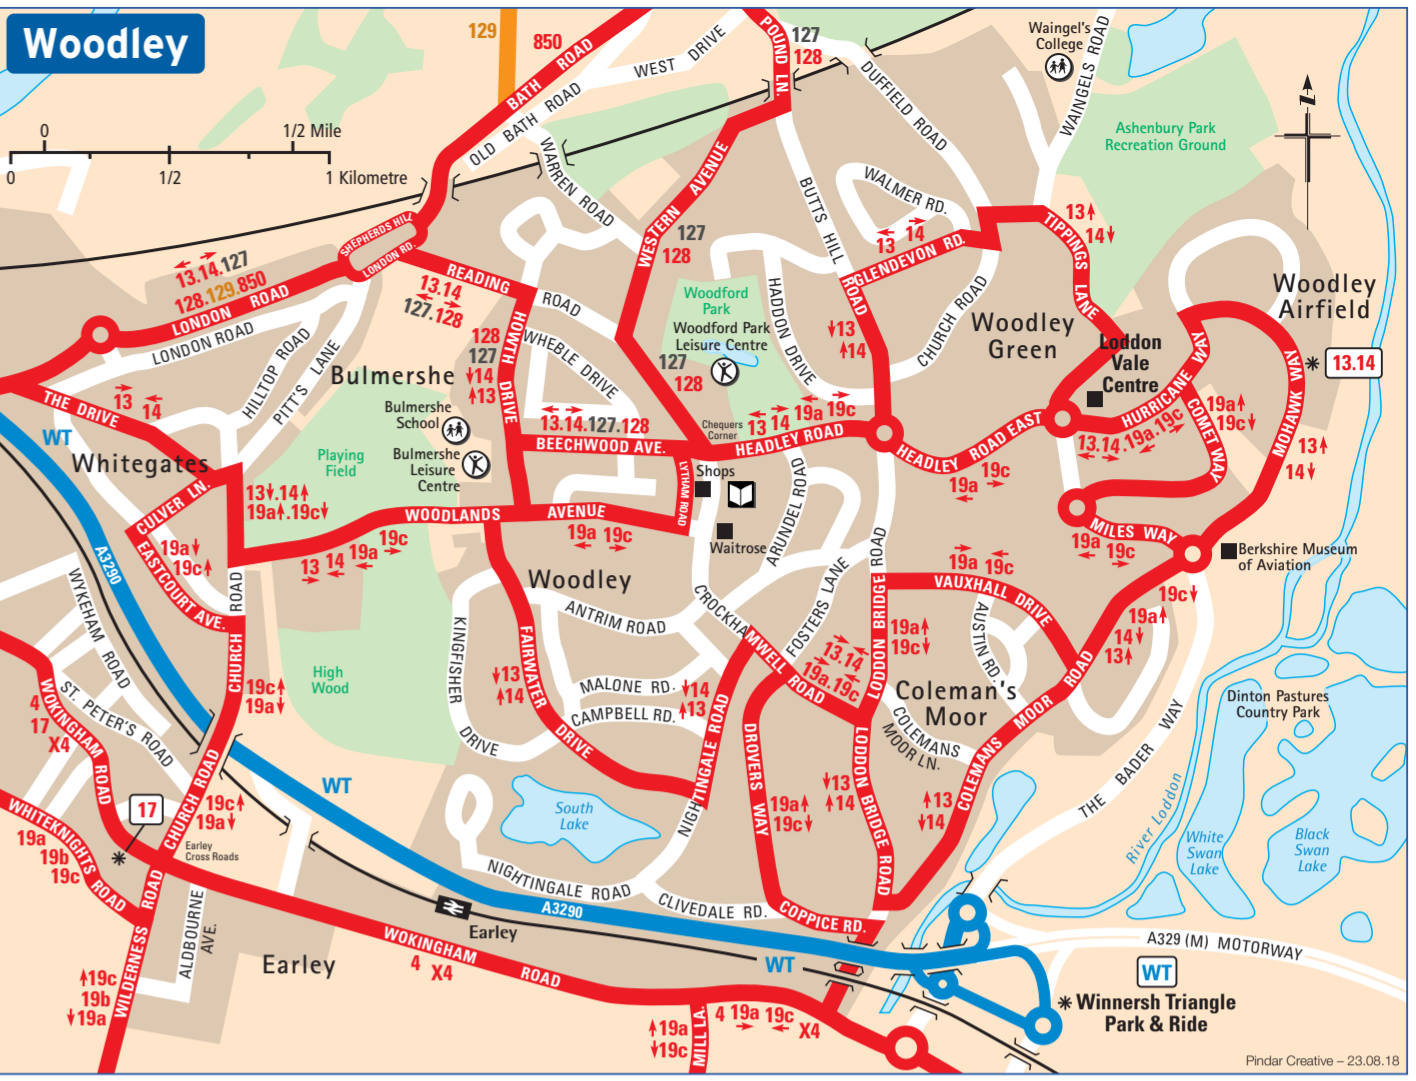 Woodley
129
850
BATH ROAD
OLD BATH ROAD
WEST DRIVE
POUND LN.
127
128
DUFFIELD ROAD
Waingel's
College
WAINGELS ROAD
Ashenbury Park
Recreation Ground
N
0 1/2 Mile
0 1/2 1 Kilometre
WARREN ROAD
WESTERN AVENUE
127
128
BUTTS HILL ROAD
WALMER RD.
13 14
GLENDEVON RD.
TIPPINGS LANE
13
14
SHEPHERDS HILL
LONDON RD.
13.14.127
128.129.850
LONDON ROAD
LONDON ROAD
READING ROAD
13.14
127.128
HILLTOP ROAD
PITT'S LANE
Bulmershe
128
127
14
13
HOWTH DRIVE
WHEBLE DRIVE
Woodford
Park
Woodford Park
Leisure Centre
HADDON DRIVE
127
128
13
14
CHURCH ROAD
Woodley
Green
Loddon
Vale
Centre
Woodley
Airfield
13.14
HURRICANE WAY
COMET WAY
MOHAWK WAY
13.14.19a.19c
19a
19c
13
14
THE DRIVE
13 14
WT
Whitegates
Bulmershe
School
Bulmershe
Leisure
Centre
Playing
Field
13.14.127.128
BEECHWOOD AVE.
Chequers
Corner
13 14 19a 19c
HEADLEY ROAD
HEADLEY ROAD EAST
19a 19c
CULVER LN.
13.14
19a.19c
EASTCOURT AVE.
19a
19c
WOODLANDS AVENUE
13 14 19a 19c
19a 19c
LYTHAM ROAD
Shops
Waitrose
ARUNDEL ROAD
MILES WAY
19a 19c
Berkshire Museum
of Aviation
A3290
WYKEHAM ROAD
CHURCH ROAD
Woodley
ANTRIM ROAD
CROCKHAMWELL ROAD
FOSTERS LANE
LODDON BRIDGE ROAD
19a 19c
VAUXHALL DRIVE
AUSTIN RD.
19c
19a
14
13
High
Wood
KINGFISHER DRIVE
FAIRWATER DRIVE
13
14
MALONE RD.
CAMPBELL RD.
14
13
NIGHTINGALE ROAD
13.14
19a.19c
19a
19c
Coleman's
Moor
COLEMANS MOOR LN.
COLEMANS MOOR ROAD
Dinton Pastures
Country Park
THE BADER WAY
River Loddon
White
Swan
Lake
Black
Swan
Lake
4
17
X4
WOKINGHAM ROAD
ST. PETER'S ROAD
19c
19a
CHURCH ROAD
19c
19a
WT
17
WHITEKNIGHTS ROAD
19a
19b
19c
Earley
Cross Roads
South
Lake
DROVERS WAY
19a
19c
LODDON BRIDGE ROAD
13
14
13
14
NIGHTINGALE ROAD
CLIVEDALE RD.
COPPICE RD.
A3290
ALDBOURNE AVE.
Earley
Earley
WOKINGHAM ROAD
4 X4
WILDERNESS ROAD
19c
19b
19a
WT
A329 (M) MOTORWAY
WT
Winnersh Triangle
Park & Ride
19a
19c
MILL LA.
4 19a 19c X4
Pindar Creative – 23.08.18